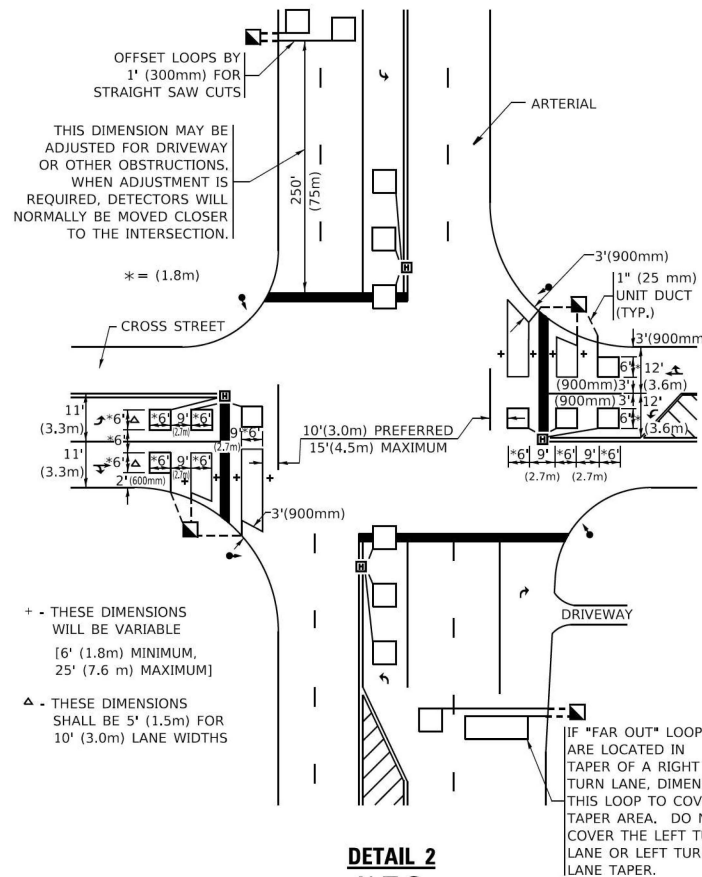 OFFSET LOOPS BY
1' (300mm) FOR
STRAIGHT SAW CUTS
THIS DIMENSION MAY BE
ADJUSTED FOR DRIVEWAY
OR OTHER OBSTRUCTIONS.
WHEN ADJUSTMENT IS
REQUIRED, DETECTORS WILL
NORMALLY BE MOVED CLOSER
TO THE INTERSECTION.
250'
(75m)
* = (1.8m)
ARTERIAL
H
3'(900mm)
1" (25 mm)
UNIT DUCT
(TYP.)
CROSS STREET
3'(900mm
6'
* 12'
(3.6m)
(900mm)3'
(900mm)3'
12'
6'
*
(3.6m)
H
*6' 9' *6' 9' *6'
(2.7m) (2.7m)
H
11'
(3.3m)
*6' △
*6' 9' *6'
(2.7m)
*6'
9' *6'
(2.7m)
11'
(3.3m)
*6' △
*6' 9' *6'
(2.7m)
2' (600mm)
10'(3.0m) PREFERRED
15'(4.5m) MAXIMUM
3'(900mm)
H
+ - THESE DIMENSIONS
WILL BE VARIABLE
[6' (1.8m) MINIMUM,
25' (7.6 m) MAXIMUM]
△ - THESE DIMENSIONS
SHALL BE 5' (1.5m) FOR
10' (3.0m) LANE WIDTHS
DRIVEWAY
IF "FAR OUT" LOOP
ARE LOCATED IN
TAPER OF A RIGHT
TURN LANE, DIMEN
THIS LOOP TO COV
TAPER AREA. DO N
COVER THE LEFT TU
LANE OR LEFT TUR
LANE TAPER.
DETAIL 2